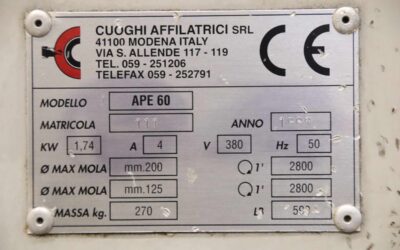 CUOGHI AFFILATRICI SRL
41100 MODENA ITALY
VIA S. ALLENDE 117 - 119
TEL. 059 - 251206
TELEFAX 059 - 252791
CE
MODELLO APE 60
MATRICOLA 111 ANNO
KW 1,74 A 4 V 380 Hz 50
Ø MAX MOLA mm.200 1' 2800
Ø MAX MOLA mm.125 1' 2800
MASSA kg. 270